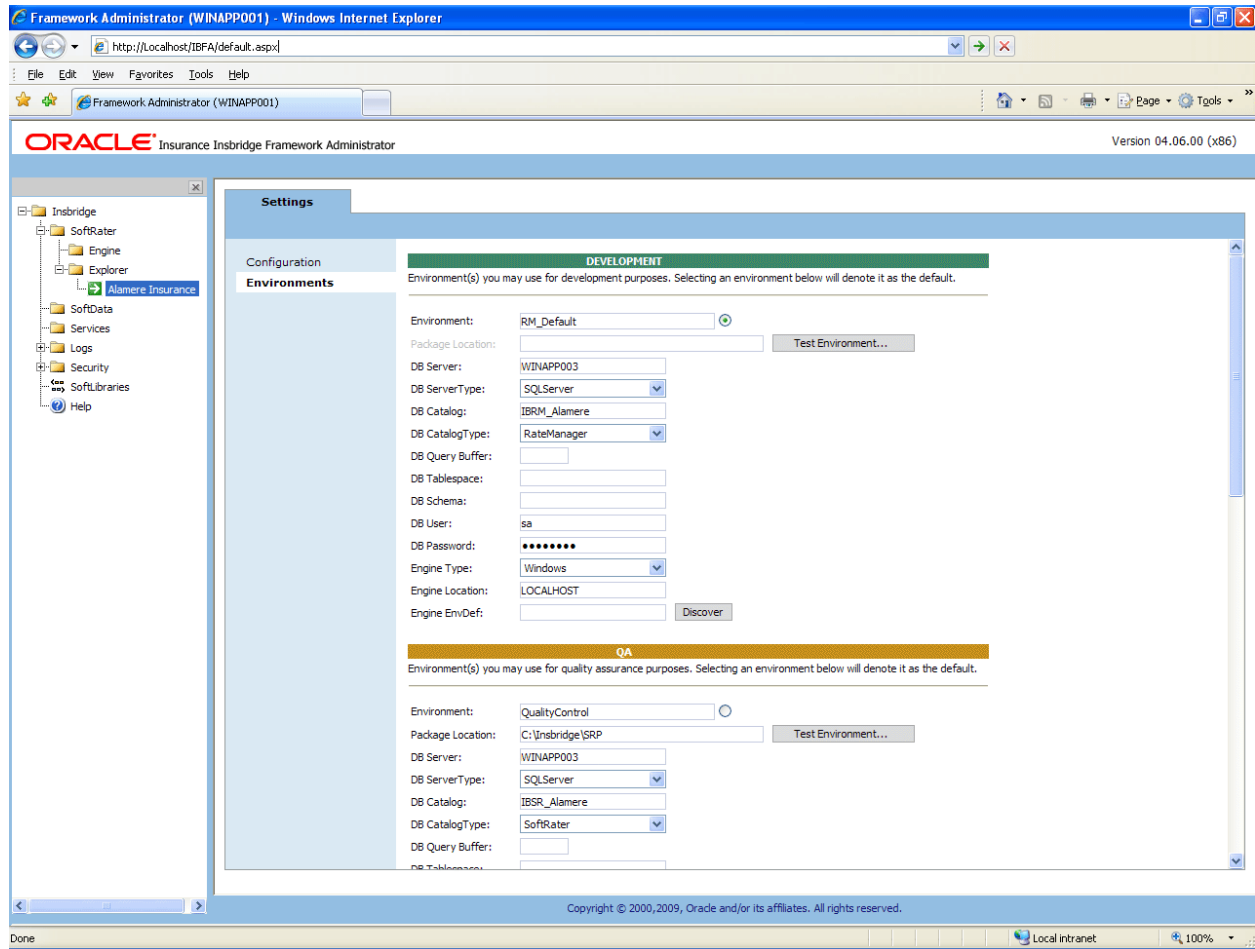 Framework Administrator (WINAPP001) - Windows Internet Explorer
http://Localhost/IBFA/default.aspx
File Edit View Favorites Tools Help
Framework Administrator (WINAPP001)
Page Tools »
ORACLE Insurance Insbridge Framework Administrator
Version 04.06.00 (x86)
Insbridge
SoftRater
Engine
Explorer
Alamere Insurance
SoftData
Services
Logs
Security
SoftLibraries
Help
Settings
Configuration
Environments
DEVELOPMENT
Environment(s) you may use for development purposes. Selecting an environment below will denote it as the default.
Environment: RM_Default
Package Location: Test Environment...
DB Server: WINAPP003
DB ServerType: SQLServer
DB Catalog: IBRM_Alamere
DB CatalogType: RateManager
DB Query Buffer:
DB Tablespace:
DB Schema:
DB User: sa
DB Password: ••••••••
Engine Type: Windows
Engine Location: LOCALHOST
Engine EnvDef: Discover
QA
Environment(s) you may use for quality assurance purposes. Selecting an environment below will denote it as the default.
Environment: QualityControl
Package Location: C:\Insbridge\SRP Test Environment...
DB Server: WINAPP003
DB ServerType: SQLServer
DB Catalog: IBSR_Alamere
DB CatalogType: SoftRater
DB Query Buffer:
DB Tablespace:
Copyright © 2000,2009, Oracle and/or its affiliates. All rights reserved.
Done
Local intranet
100%